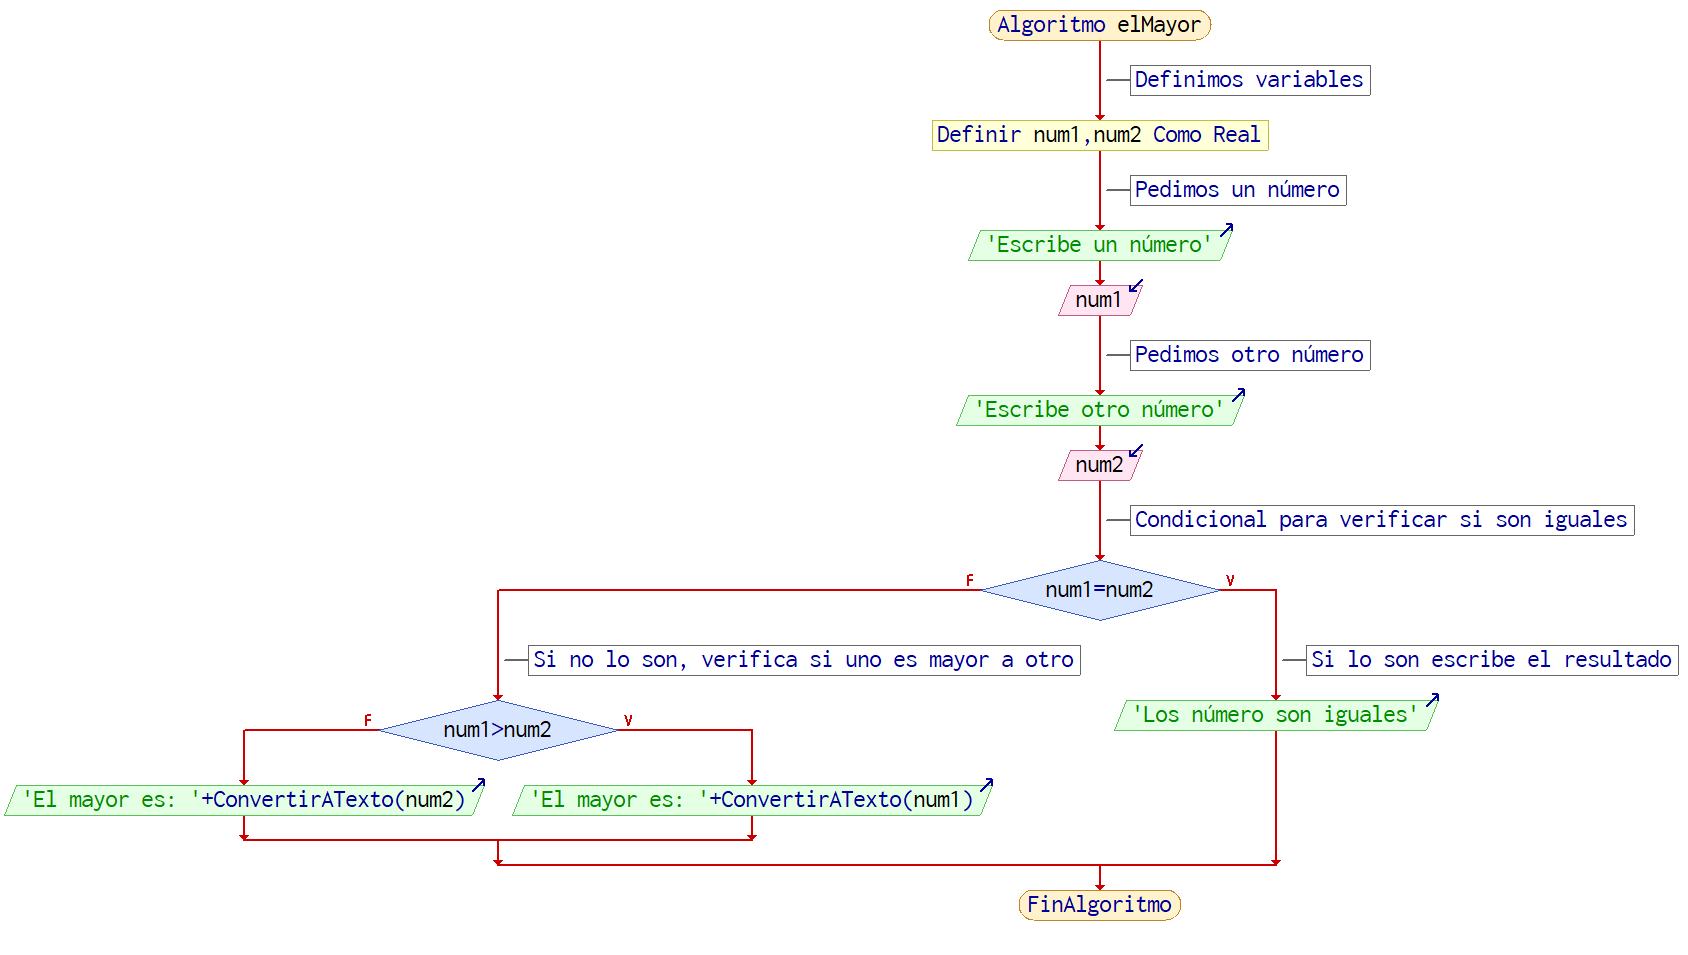 Algoritmo elMayor
Definimos variables
Definir num1,num2 Como Real
Pedimos un número
'Escribe un número'
num1
Pedimos otro número
'Escribe otro número'
num2
Condicional para verificar si son iguales
num1=num2
F
V
Si no lo son, verifica si uno es mayor a otro
Si lo son escribe el resultado
num1>num2
F
V
'Los número son iguales'
'El mayor es: '+ConvertirATexto(num2)
'El mayor es: '+ConvertirATexto(num1)
FinAlgoritmo